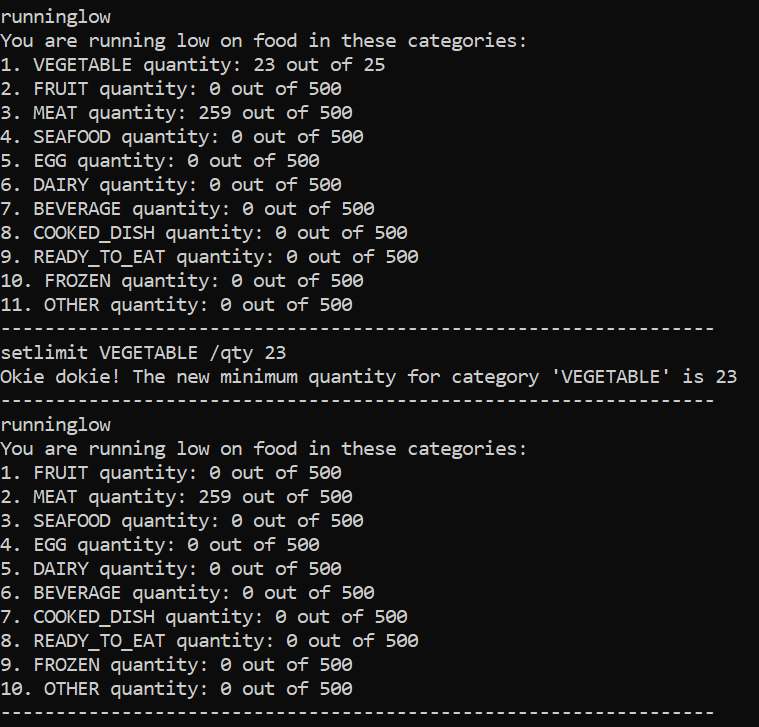 runninglow
You are running low on food in these categories:
1. VEGETABLE quantity: 23 out of 25
2. FRUIT quantity: 0 out of 500
3. MEAT quantity: 259 out of 500
4. SEAFOOD quantity: 0 out of 500
5. EGG quantity: 0 out of 500
6. DAIRY quantity: 0 out of 500
7. BEVERAGE quantity: 0 out of 500
8. COOKED_DISH quantity: 0 out of 500
9. READY_TO_EAT quantity: 0 out of 500
10. FROZEN quantity: 0 out of 500
11. OTHER quantity: 0 out of 500
-----------------------------------------------------------------
setlimit VEGETABLE /qty 23
Okie dokie! The new minimum quantity for category 'VEGETABLE' is 23
-----------------------------------------------------------------
runninglow
You are running low on food in these categories:
1. FRUIT quantity: 0 out of 500
2. MEAT quantity: 259 out of 500
3. SEAFOOD quantity: 0 out of 500
4. EGG quantity: 0 out of 500
5. DAIRY quantity: 0 out of 500
6. BEVERAGE quantity: 0 out of 500
7. COOKED_DISH quantity: 0 out of 500
8. READY_TO_EAT quantity: 0 out of 500
9. FROZEN quantity: 0 out of 500
10. OTHER quantity: 0 out of 500
-----------------------------------------------------------------